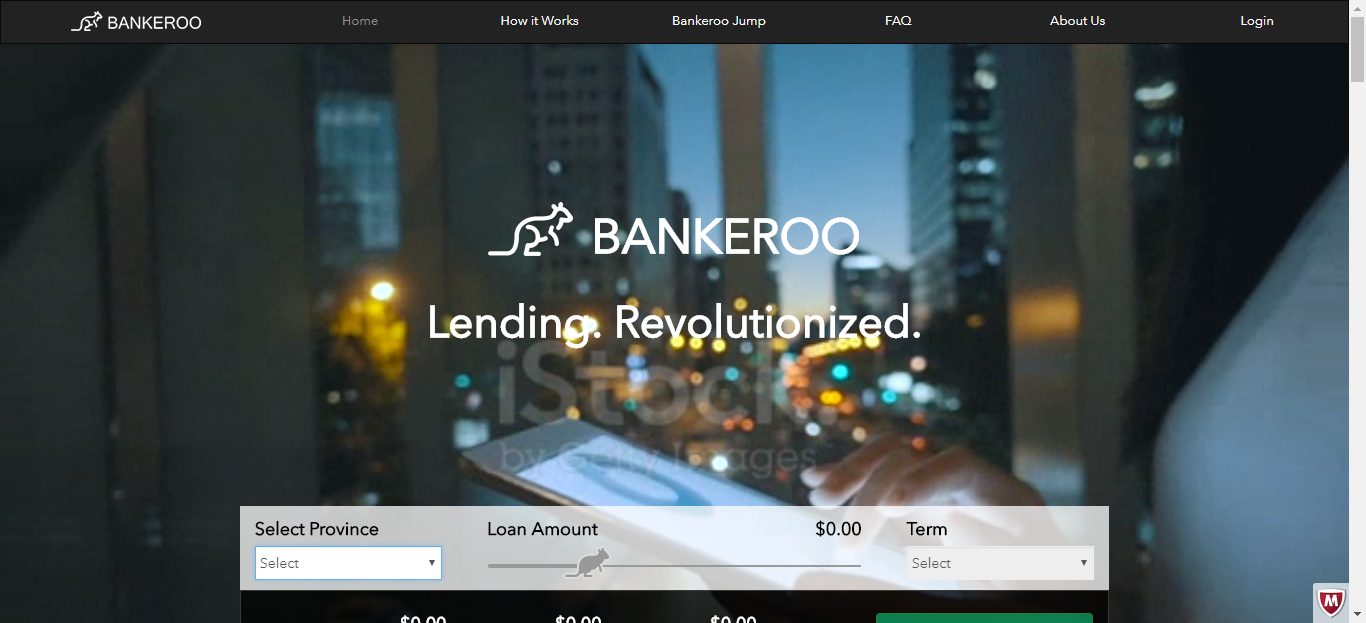 BANKEROO Home How it Works Bankeroo Jump FAQ About Us Login
BANKEROO
Lending. Revolutionized.
iStock.
by Getty Images
Select Province Loan Amount $0.00 Term
Select Select
$0.00 $0.00 $0.00